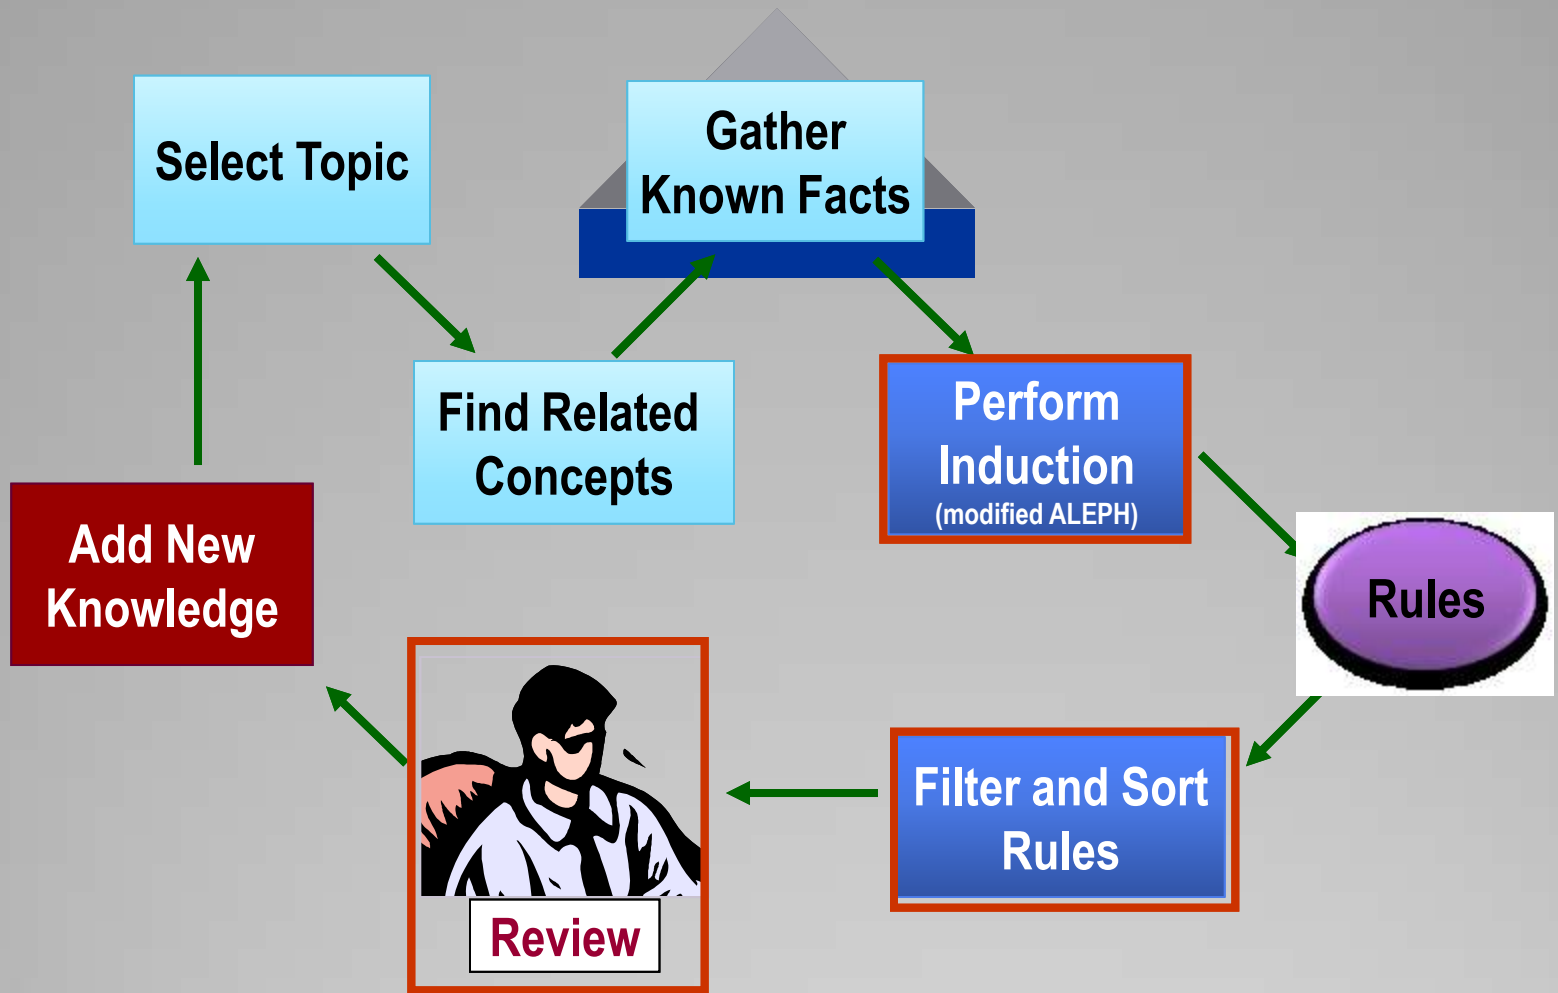 Select Topic
Gather
Known Facts
Find Related
Concepts
Perform
Induction
(modified ALEPH)
Rules
Add New
Knowledge
Filter and Sort
Rules
Review